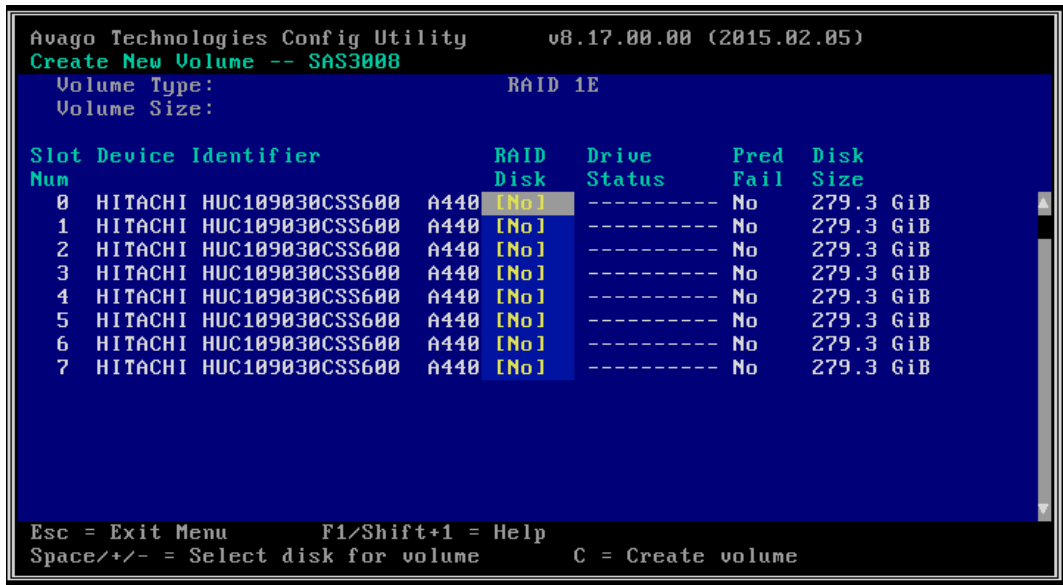 Avago Technologies Config Utility v8.17.00.00 (2015.02.05)
Create New Volume -- SAS3008
Volume Type: RAID 1E
Volume Size:
Slot Device Identifier RAID Drive Pred Disk
Num Disk Status Fail Size
0 HITACHI HUC109030CSS600 A440 [No] ---------- No 279.3 GiB
1 HITACHI HUC109030CSS600 A440 [No] ---------- No 279.3 GiB
2 HITACHI HUC109030CSS600 A440 [No] ---------- No 279.3 GiB
3 HITACHI HUC109030CSS600 A440 [No] ---------- No 279.3 GiB
4 HITACHI HUC109030CSS600 A440 [No] ---------- No 279.3 GiB
5 HITACHI HUC109030CSS600 A440 [No] ---------- No 279.3 GiB
6 HITACHI HUC109030CSS600 A440 [No] ---------- No 279.3 GiB
7 HITACHI HUC109030CSS600 A440 [No] ---------- No 279.3 GiB
Esc = Exit Menu F1/Shift+1 = Help
Space/+/- = Select disk for volume C = Create volume